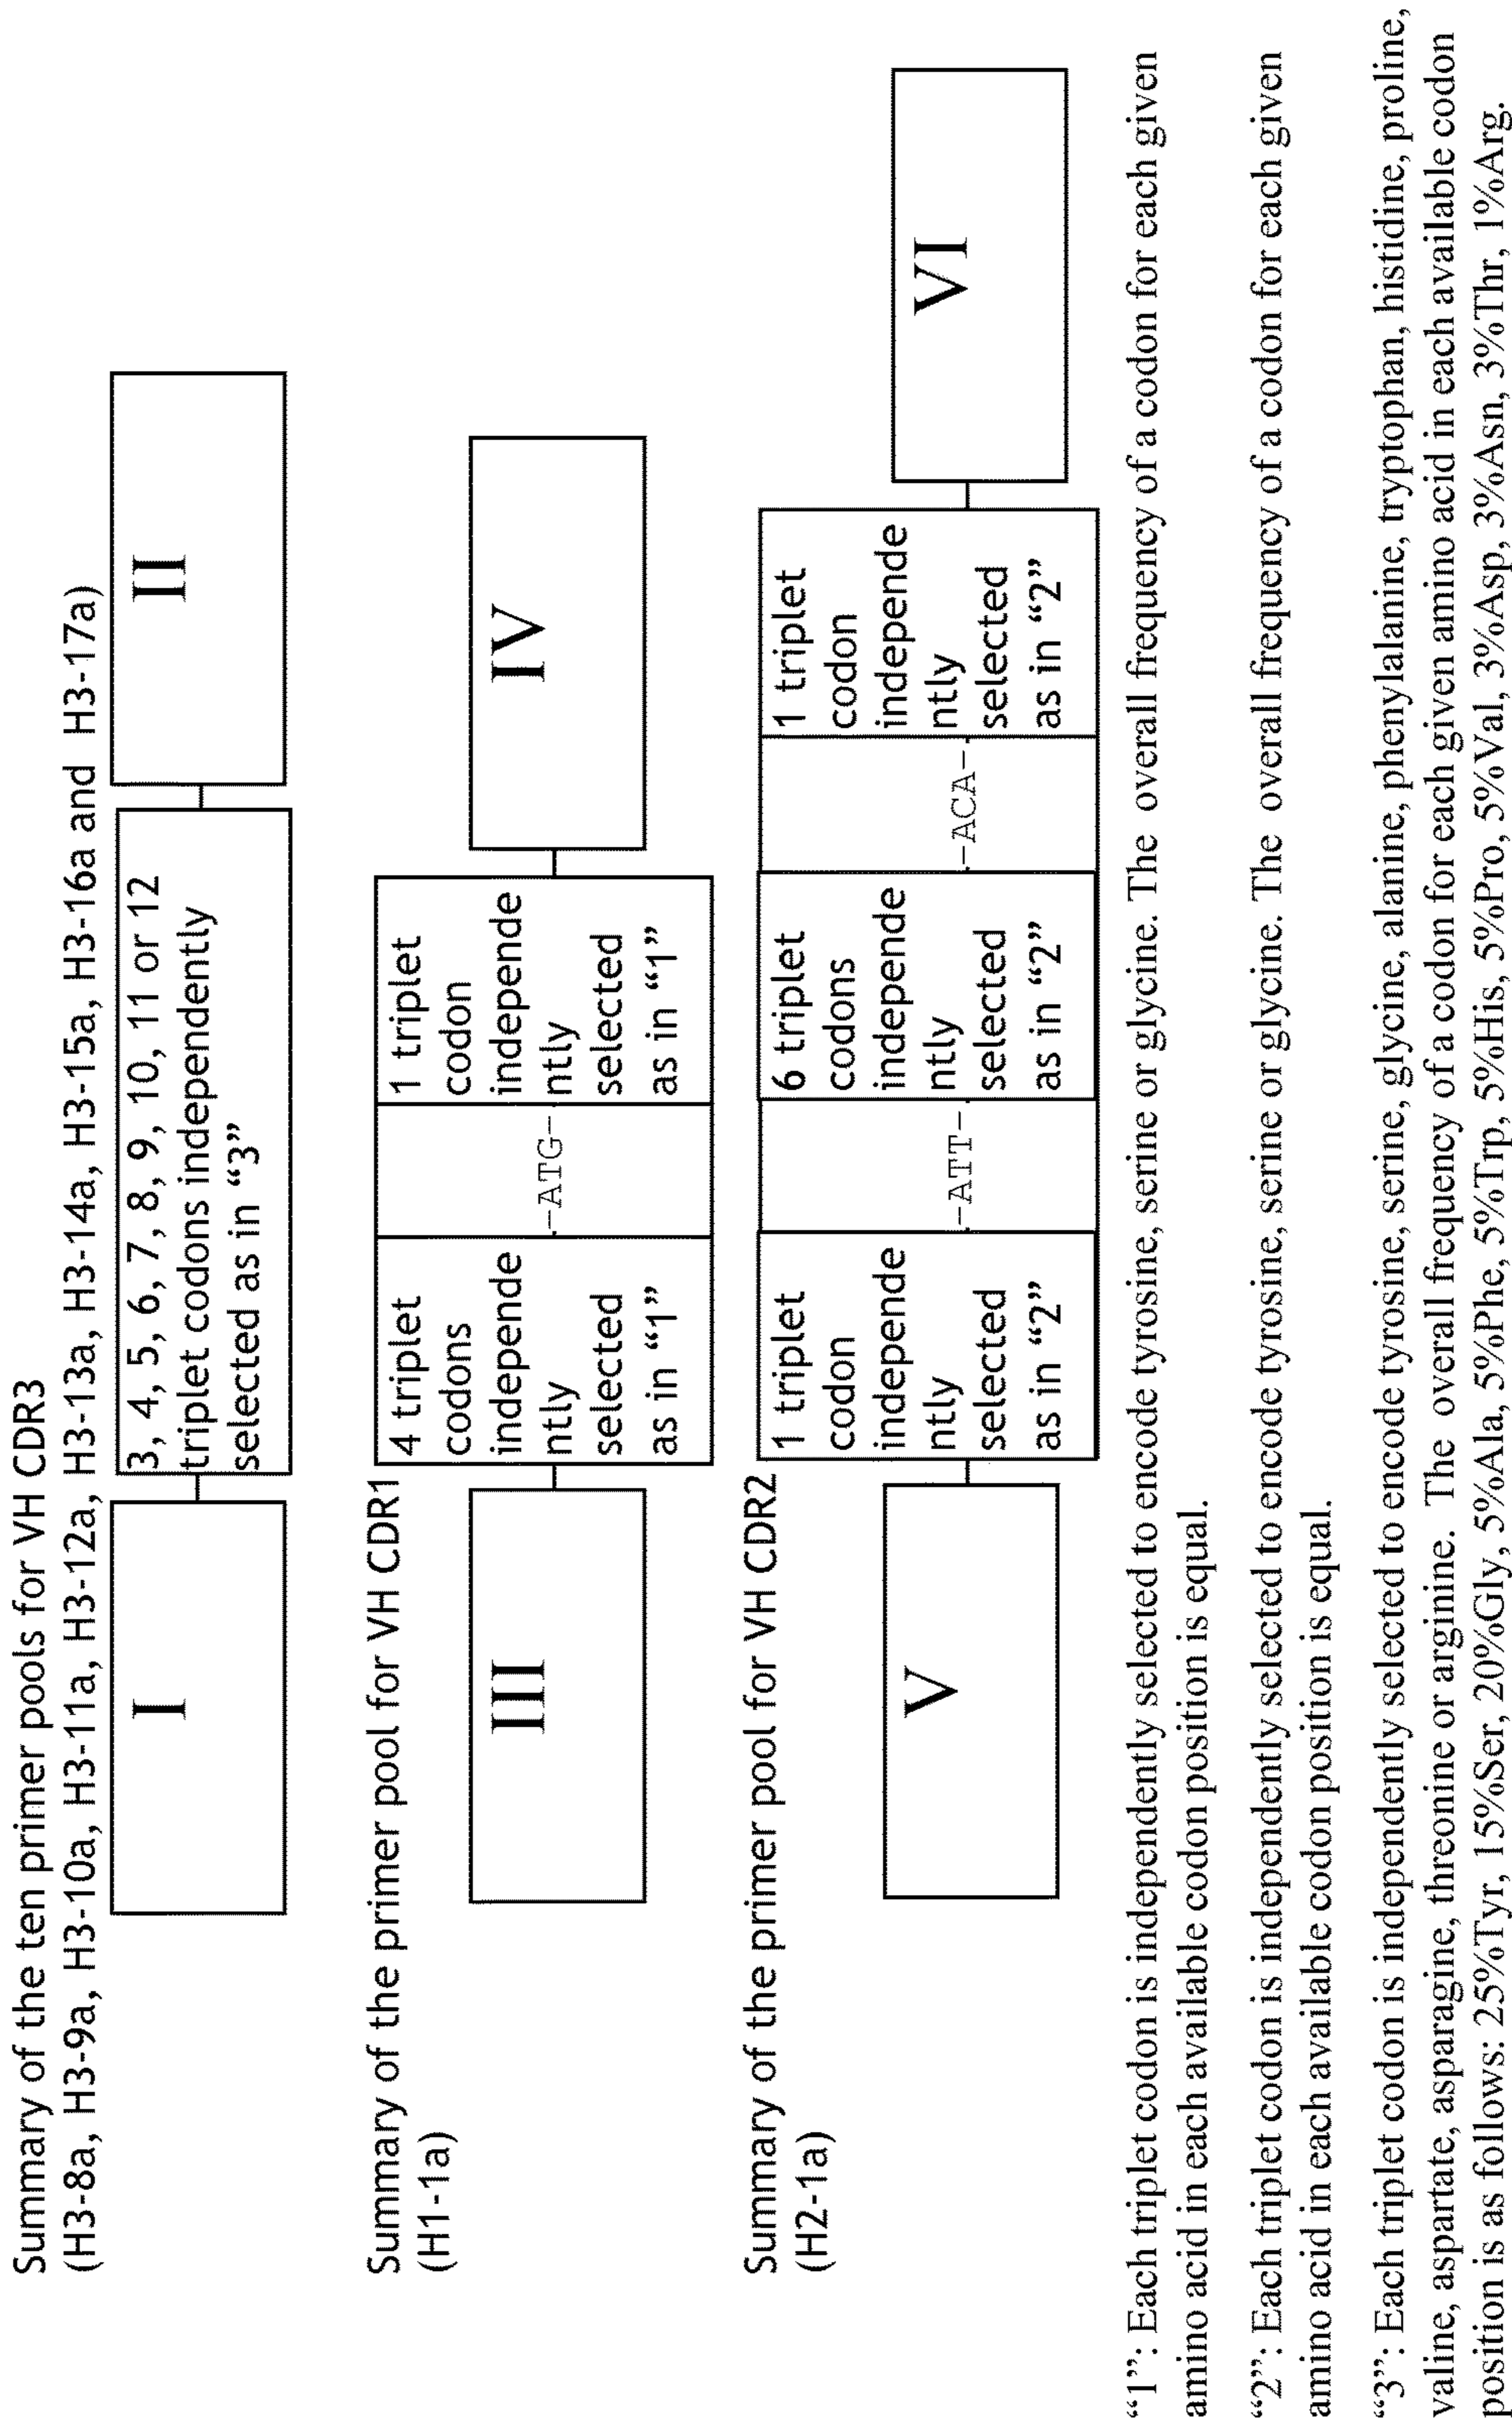 Summary of the ten primer pools for VH CDR3
(H3-8a, H3-9a, H3-10a, H3-11a, H3-12a, H3-13a, H3-14a, H3-15a, H3-16a and H3-17a)
I
3, 4, 5, 6, 7, 8, 9, 10, 11 or 12
triplet codons independently
selected as in “3”
II
Summary of the primer pool for VH CDR1
(H1-1a)
III
4 triplet
codons
independe
ntly
selected
as in “1”
-ATG-
1 triplet
codon
independe
ntly
selected
as in “1”
IV
Summary of the primer pool for VH CDR2
(H2-1a)
V
1 triplet
codon
independe
ntly
selected
as in “2”
-ATT-
6 triplet
codons
independe
ntly
selected
as in “2”
-ACA-
1 triplet
codon
independe
ntly
selected
as in “2”
VI
“1”: Each triplet codon is independently selected to encode tyrosine, serine or glycine. The overall frequency of a codon for each given
amino acid in each available codon position is equal.
“2”: Each triplet codon is independently selected to encode tyrosine, serine or glycine. The overall frequency of a codon for each given
amino acid in each available codon position is equal.
“3”: Each triplet codon is independently selected to encode tyrosine, serine, glycine, alanine, phenylalanine, tryptophan, histidine, proline,
valine, aspartate, asparagine, threonine or arginine. The overall frequency of a codon for each given amino acid in each available codon
position is as follows: 25%Tyr, 15%Ser, 20%Gly, 5%Ala, 5%Phe, 5%Trp, 5%His, 5%Pro, 5%Val, 3%Asp, 3%Asn, 3%Thr, 1%Arg.